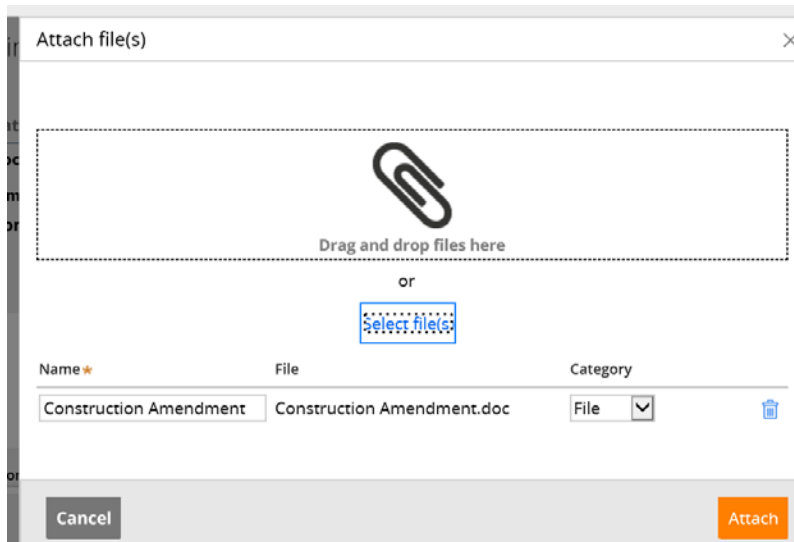 Attach file(s)
Drag and drop files here
or
Select file(s)
Name* File Category
Construction Amendment Construction Amendment.doc File
Cancel Attach